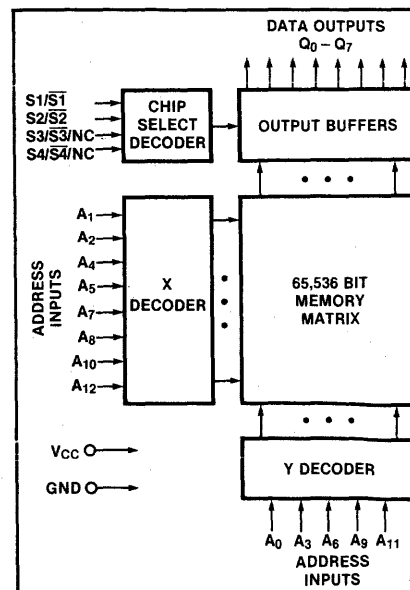 DATA OUTPUTS
Q₀ – Q₇
S1/S̅1̅
S2/S̅2̅
S3/S̅3̅/NC
S4/S̅4̅/NC
CHIP
SELECT
DECODER
OUTPUT BUFFERS
ADDRESS
INPUTS
A₁
A₂
A₄
A₅
A₇
A₈
A₁₀
A₁₂
X
DECODER
65,536 BIT
MEMORY
MATRIX
VCC
GND
Y DECODER
A₀ A₃ A₆ A₉ A₁₁
ADDRESS
INPUTS